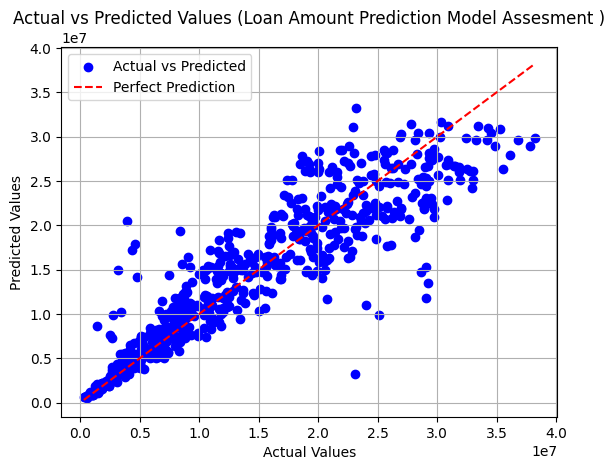 Actual vs Predicted Values (Loan Amount Prediction Model Assesment )
1e7
4.0
3.5
3.0
2.5
2.0
1.5
1.0
0.5
0.0
Predicted Values
Actual vs Predicted
Perfect Prediction
0.0 0.5 1.0 1.5 2.0 2.5 3.0 3.5 4.0
1e7
Actual Values